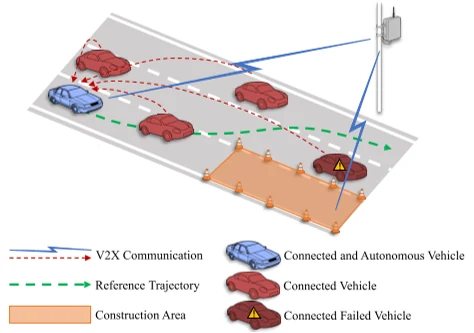 V2X Communication
Connected and Autonomous Vehicle
Reference Trajectory
Connected Vehicle
Construction Area
Connected Failed Vehicle